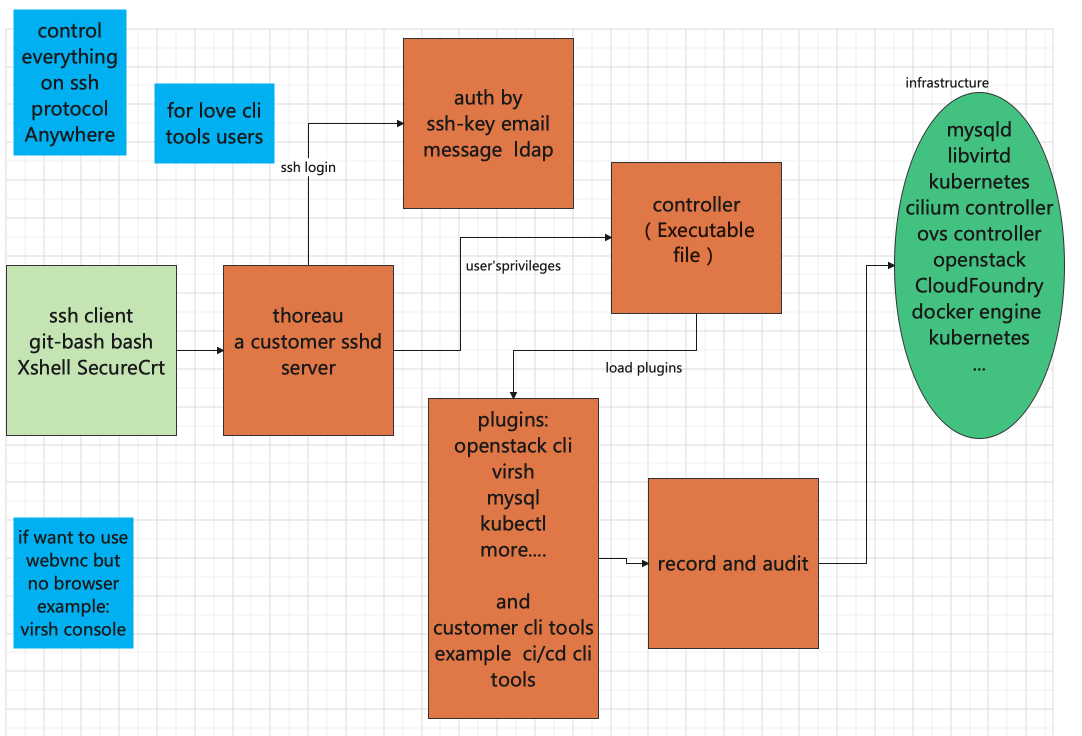 control
everything
on ssh
protocol
Anywhere
for love cli
tools users
ssh login
auth by
ssh-key email
message  ldap
infrastructure
mysqld
libvirtd
kubernetes
cilium controller
ovs controller
openstack
CloudFoundry
docker engine
kubernetes
...
controller
( Executable
file )
user'sprivileges
ssh client
git-bash bash
Xshell SecureCrt
thoreau
a customer sshd
server
load plugins
plugins:
openstack cli
virsh
mysql
kubectl
more....
and
customer cli tools
example  ci/cd cli
tools
record and audit
if want to use
webvnc but
no browser
example:
virsh console